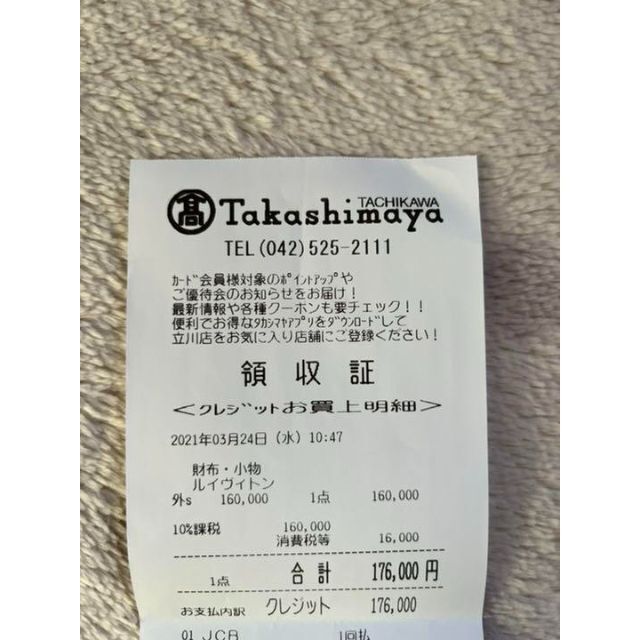 髙 Takashimaya TACHIKAWA
TEL(042)525-2111
ｶｰﾄﾞ会員様対象のﾎﾟｲﾝﾄｱｯﾌﾟや
ご優待会のお知らせをお届け！
最新情報や各種クーポンも要チェック！！
便利でお得なﾀｶｼﾏﾔｱﾌﾟﾘをﾀﾞｳﾝﾛｰﾄﾞして
立川店をお気に入り店舗にご登録ください！
領収証
＜クレジットお買上明細＞
2021年03月24日（水）10:47
財布・小物
ルイヴィトン
外s 160,000 1点 160,000
10%課税 160,000
消費税等 16,000
1点 合計 176,000円
お支払内訳 クレジット 176,000
01 JCB 1回払